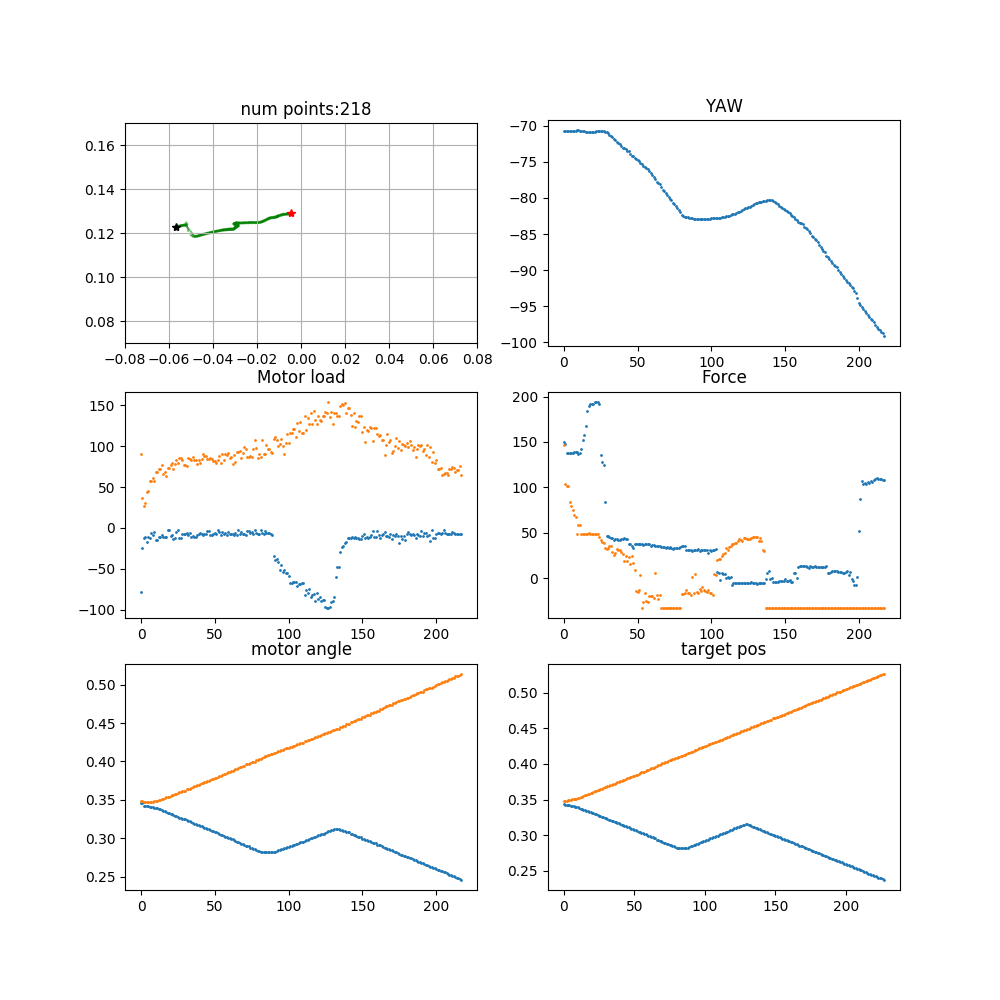 num points:218
YAW
0.16
0.14
0.12
0.10
0.08
−0.08 −0.06 −0.04 −0.02 0.00 0.02 0.04 0.06 0.08
−70
−75
−80
−85
−90
−95
−100
0 50 100 150 200
Motor load
Force
150
100
50
0
−50
−100
0 50 100 150 200
200
150
100
50
0
0 50 100 150 200
motor angle
target pos
0.50
0.45
0.40
0.35
0.30
0.25
0 50 100 150 200
0.50
0.45
0.40
0.35
0.30
0.25
0 50 100 150 200